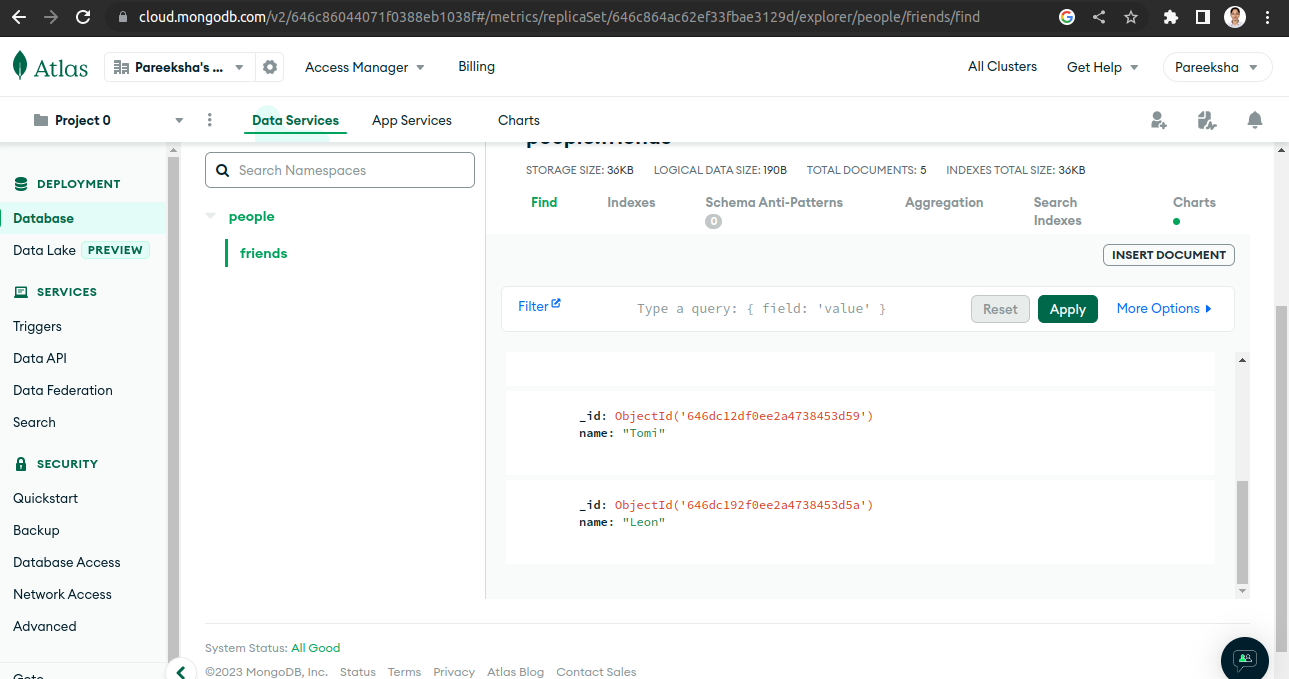 cloud.mongodb.com/v2/646c86044071f0388eb1038f#/metrics/replicaSet/646c864ac62ef33fbae3129d/explorer/people/friends/find
Atlas
Pareeksha's ...
Access Manager
Billing
All Clusters
Get Help
Pareeksha
Project 0
Data Services
App Services
Charts
DEPLOYMENT
Database
Data Lake PREVIEW
SERVICES
Triggers
Data API
Data Federation
Search
SECURITY
Quickstart
Backup
Database Access
Network Access
Advanced
Goto
Search Namespaces
people
friends
people.friends
STORAGE SIZE: 36KB LOGICAL DATA SIZE: 190B TOTAL DOCUMENTS: 5 INDEXES TOTAL SIZE: 36KB
Find
Indexes
Schema Anti-Patterns
0
Aggregation
Search
Indexes
Charts
INSERT DOCUMENT
Filter
Type a query: { field: 'value' }
Reset
Apply
More Options
_id: ObjectId('646dc12df0ee2a4738453d59')
name: "Tomi"
_id: ObjectId('646dc192f0ee2a4738453d5a')
name: "Leon"
System Status: All Good
©2023 MongoDB, Inc. Status Terms Privacy Atlas Blog Contact Sales